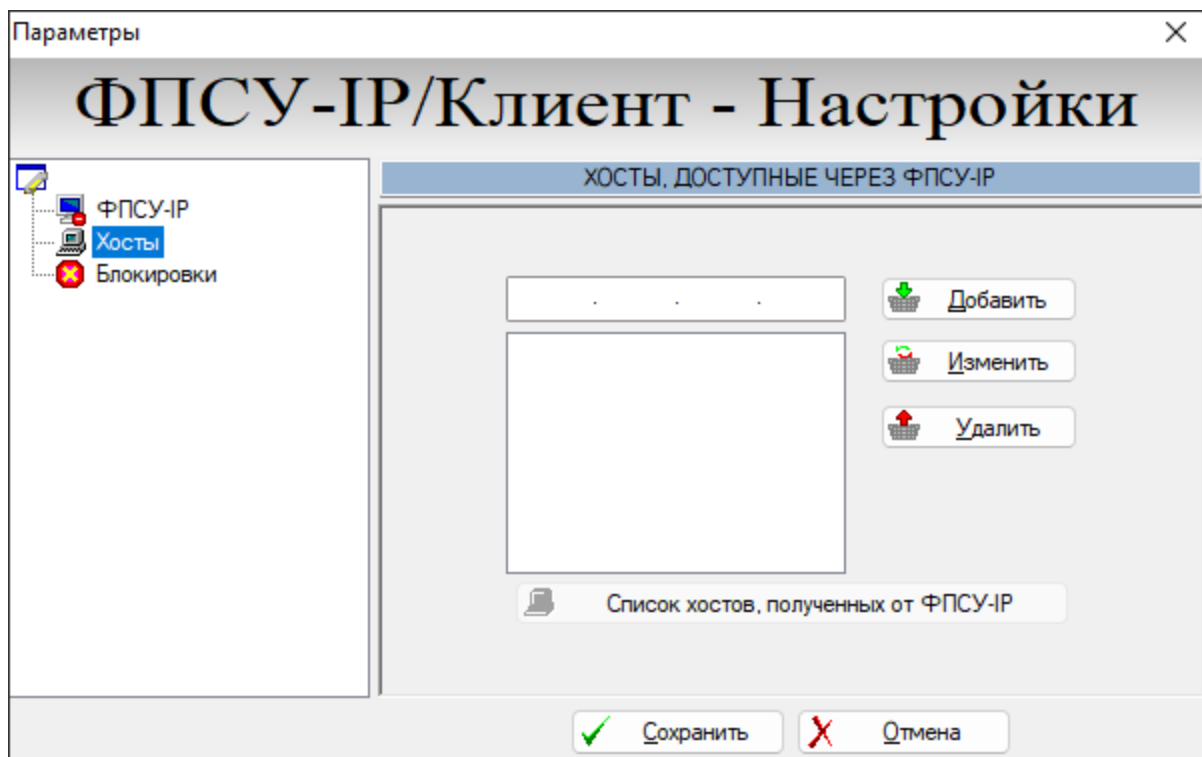 Параметры
ФПСУ-IP/Клиент - Настройки
ФПСУ-IP
Хосты
Блокировки
ХОСТЫ, ДОСТУПНЫЕ ЧЕРЕЗ ФПСУ-IP
. . .
Добавить
Изменить
Удалить
Список хостов, полученных от ФПСУ-IP
Сохранить
Отмена